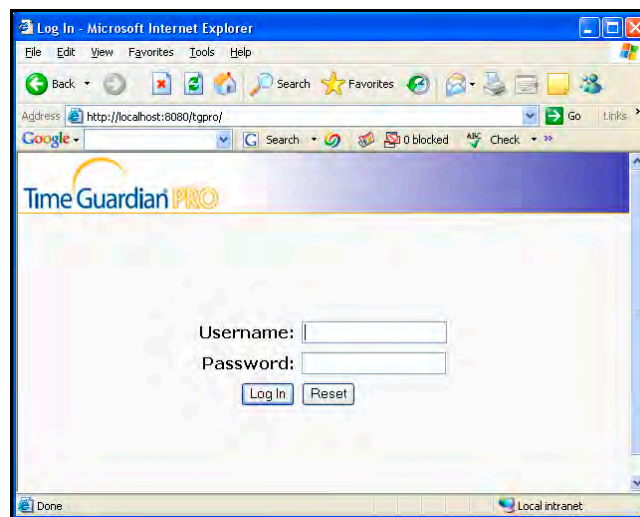 Log In - Microsoft Internet Explorer
File Edit View Favorites Tools Help
Back Search Favorites
Address http://localhost:8080/tgpro/ Go Links »
Google G Search 0 blocked ABC Check »
Time Guardian PRO
Username:
Password:
Log In Reset
Done Local intranet